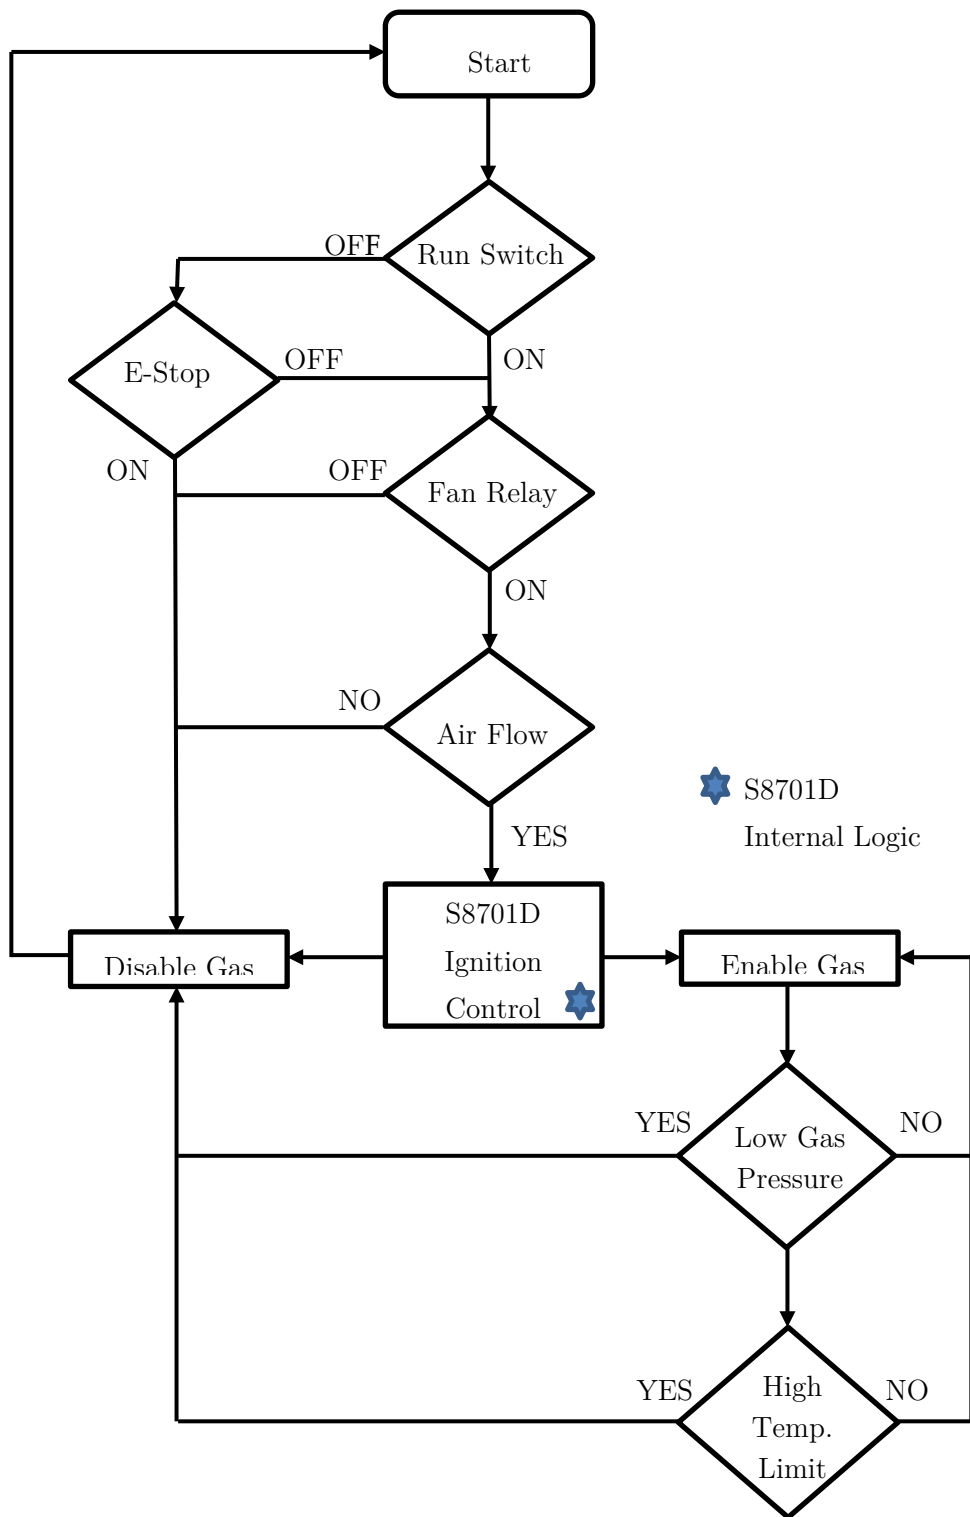 Start
OFF
Run Switch
ON
E-Stop
OFF
ON
OFF
Fan Relay
ON
NO
Air Flow
YES
S8701D
Internal Logic
S8701D
Ignition
Control
Disable Gas
Enable Gas
YES
Low Gas
Pressure
NO
YES
High
Temp.
Limit
NO